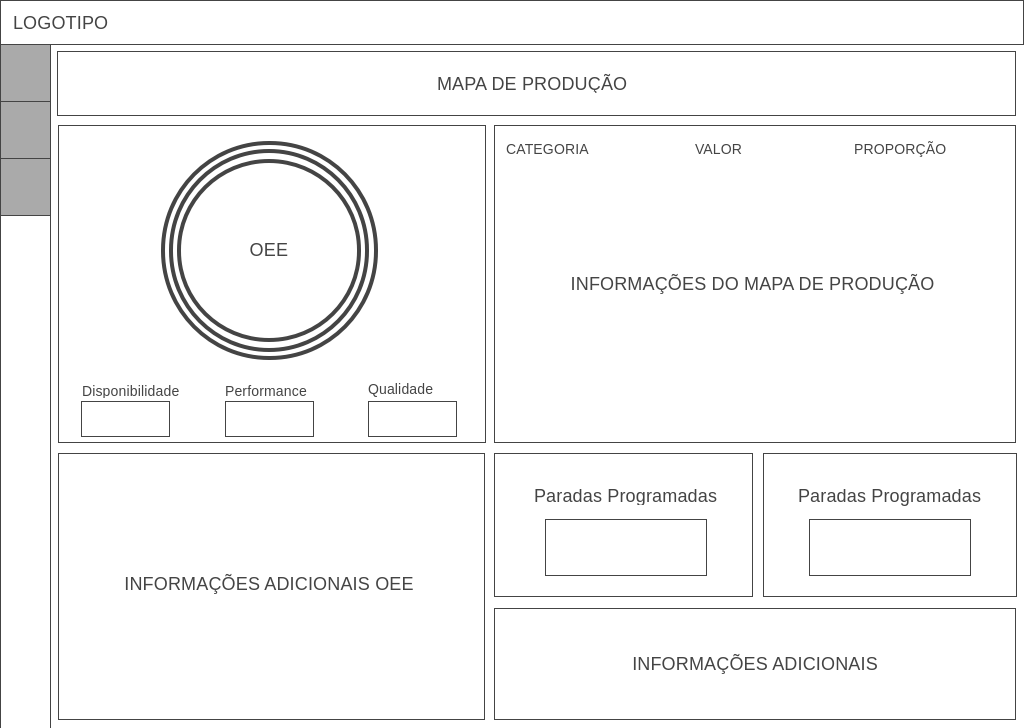 LOGOTIPO
MAPA DE PRODUÇÃO
OEE
Disponibilidade
Performance
Qualidade
CATEGORIA
VALOR
PROPORÇÃO
INFORMAÇÕES DO MAPA DE PRODUÇÃO
INFORMAÇÕES ADICIONAIS OEE
Paradas Programadas
Paradas Programadas
INFORMAÇÕES ADICIONAIS